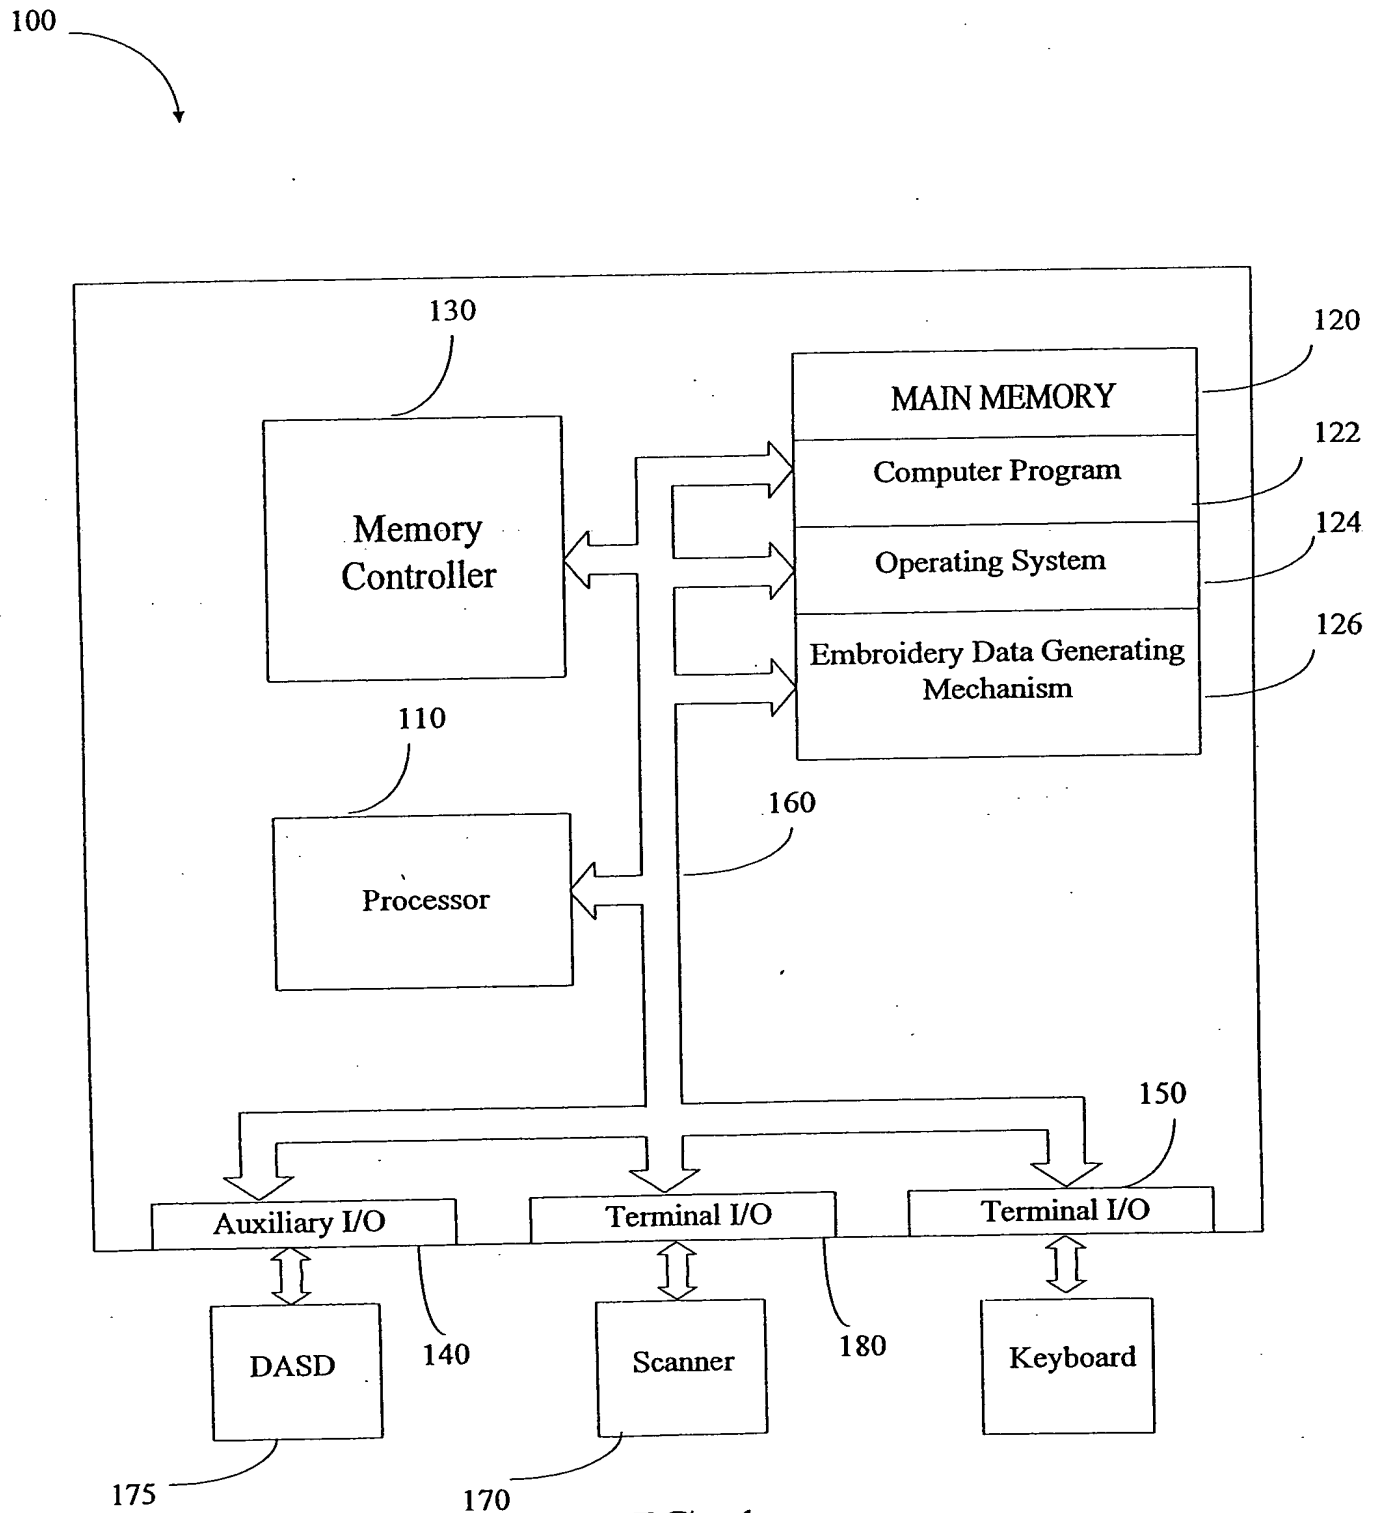 100
130
120
MAIN MEMORY
122
Computer Program
Memory
Controller
124
Operating System
126
Embroidery Data Generating
Mechanism
110
160
Processor
150
Auxiliary I/O
Terminal I/O
Terminal I/O
140
180
DASD
Scanner
Keyboard
175
170